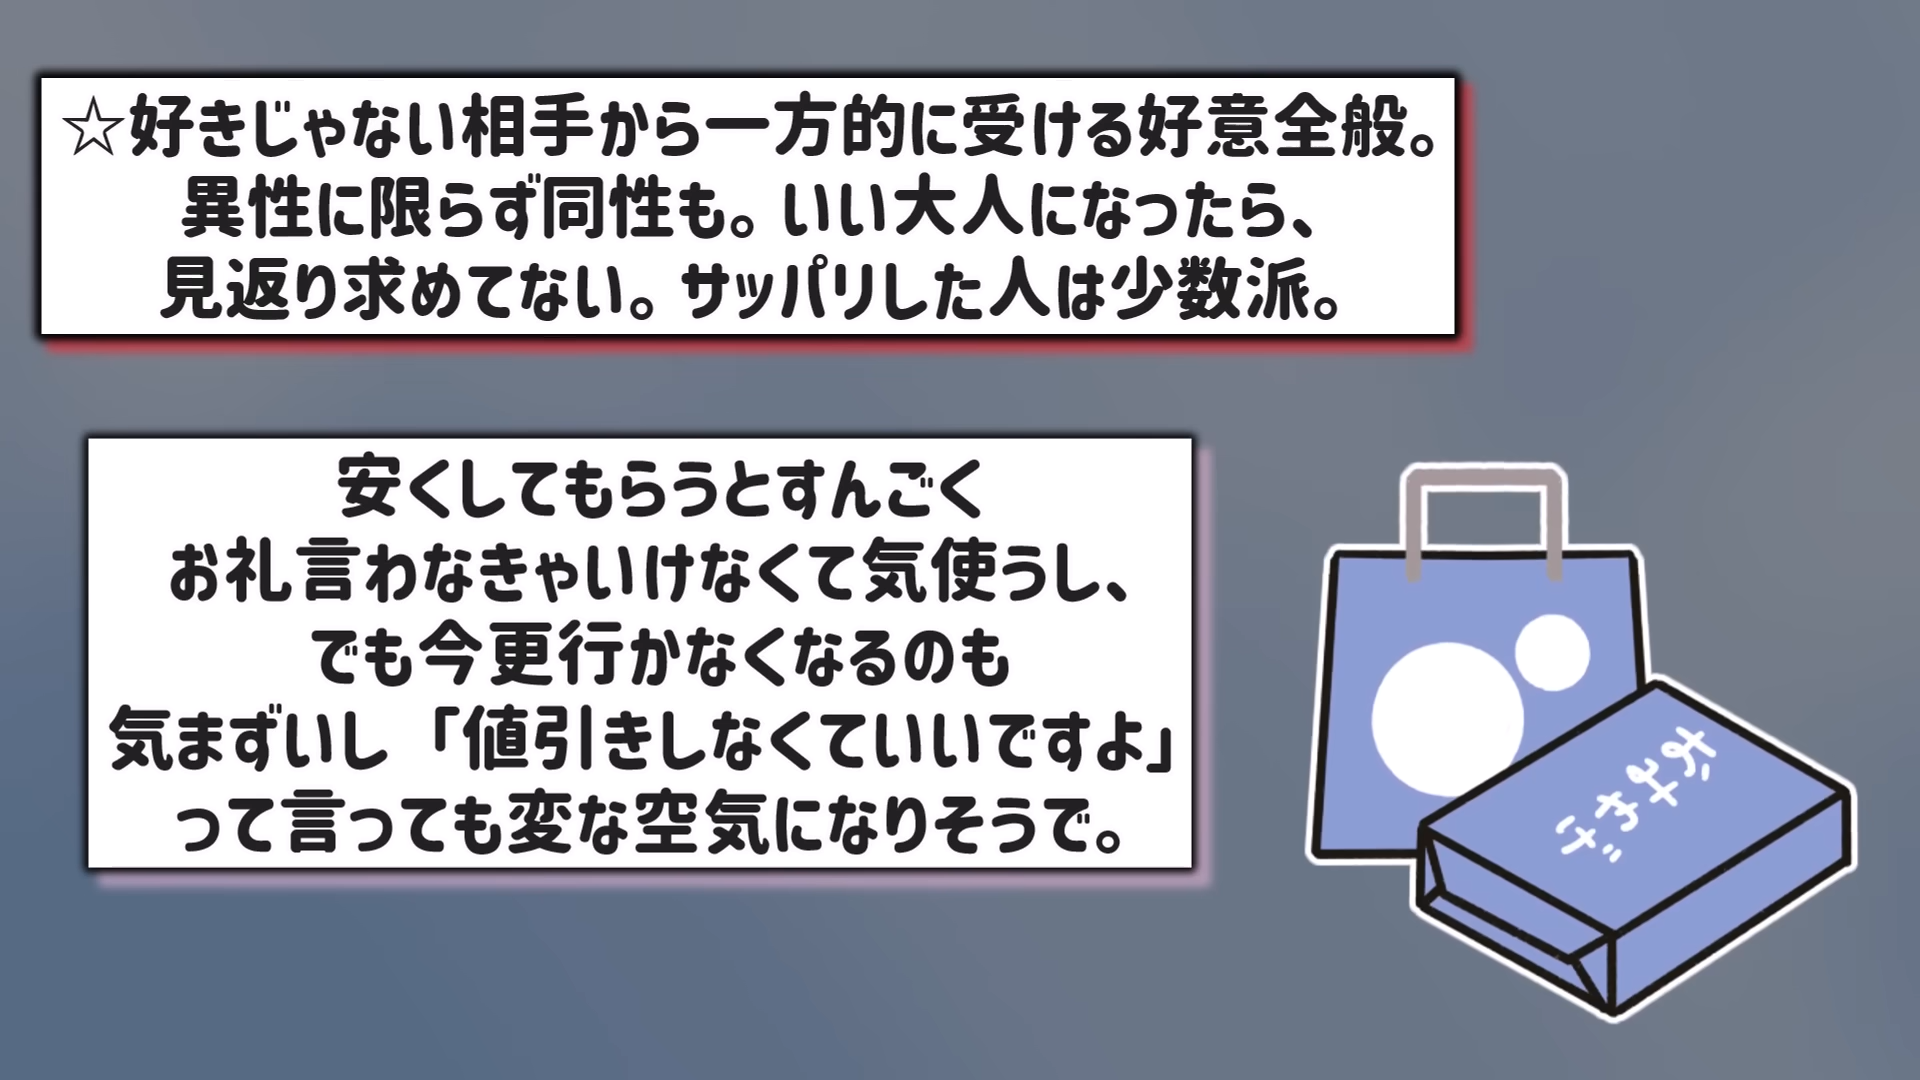 ☆好きじゃない相手から一方的に受ける好意全般。
異性に限らず同性も。いい大人になったら、
見返り求めてない。サッパリした人は少数派。
安くしてもらうとすんごく
お礼言わなきゃいけなくて気使うし、
でも今更行かなくなるのも
気まずいし「値引きしなくていいですよ」
って言っても変な空気になりそうで。